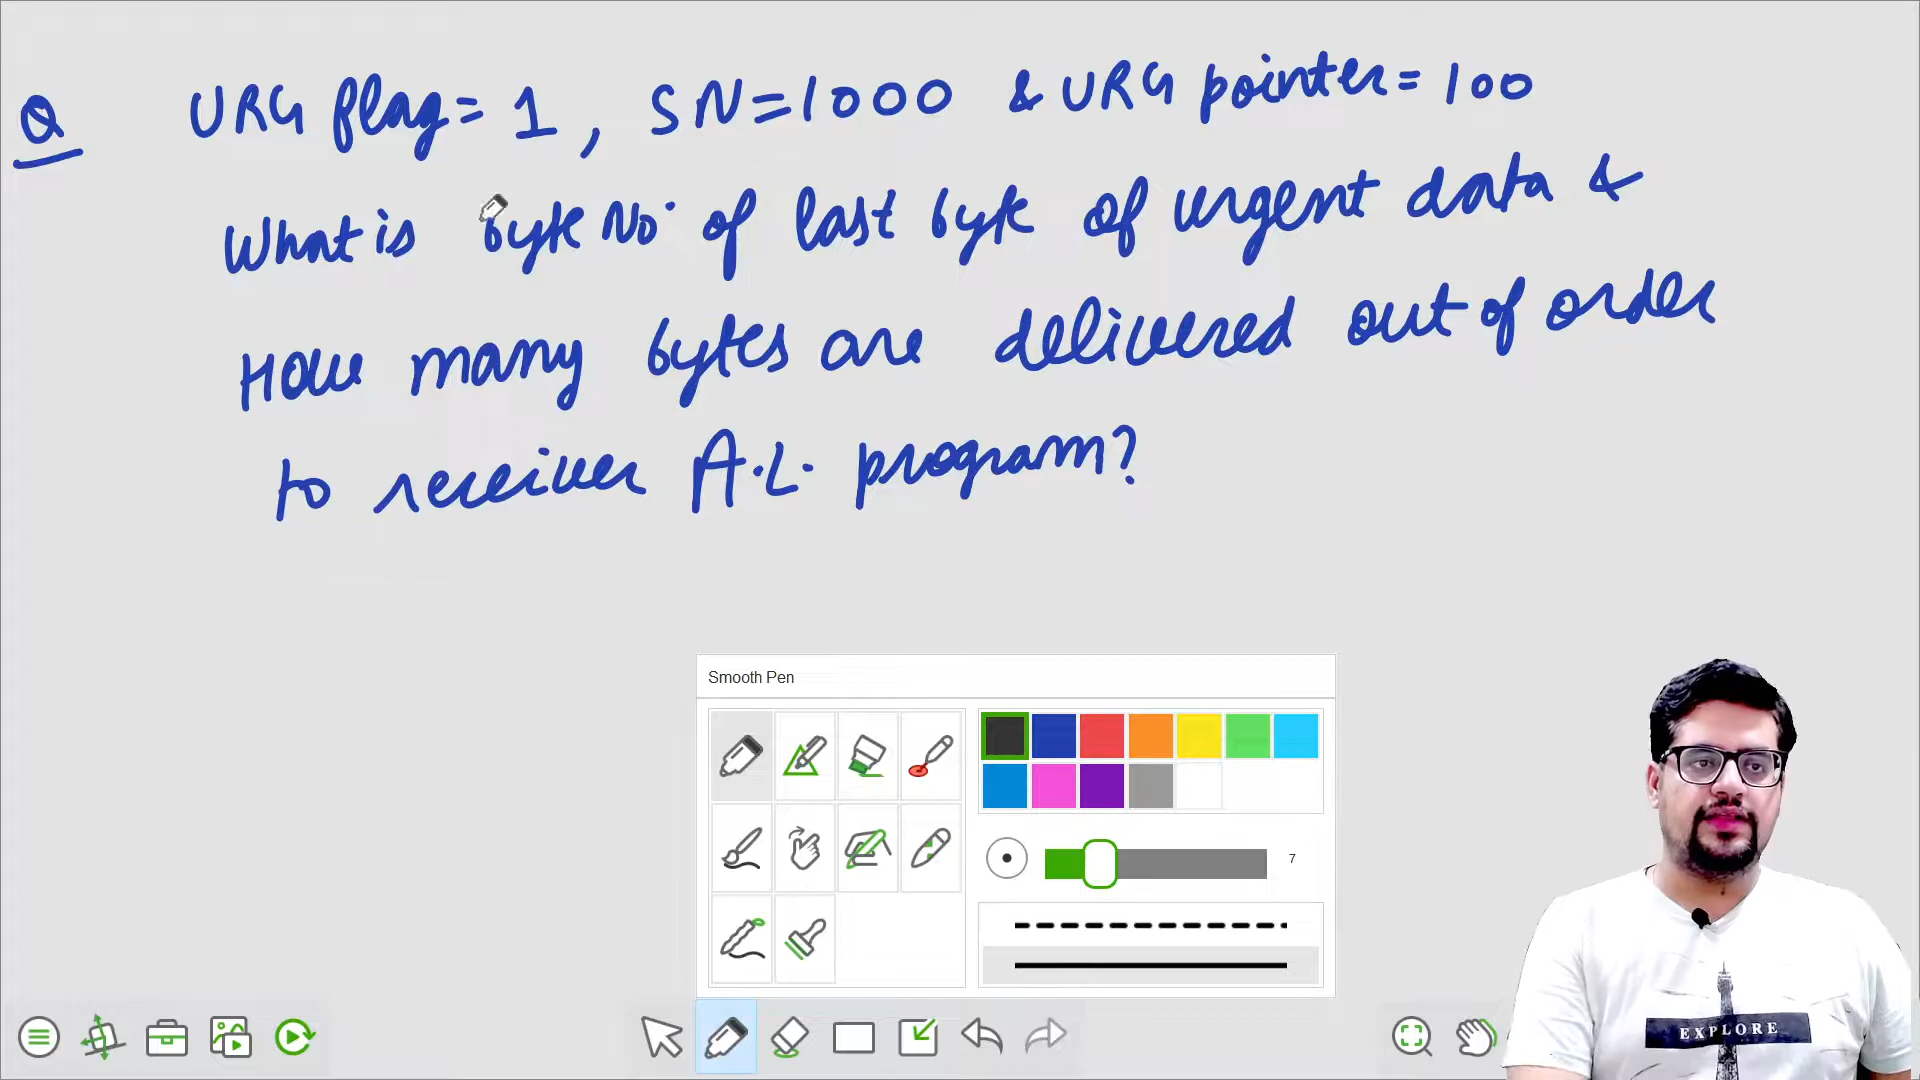 Q URG flag = 1, SN = 1000 & URG pointer = 100
What is byte No. of last byte of urgent data &
How many bytes are delivered out of order
to receiver A.L. program?
Smooth Pen
7
EXPLORE